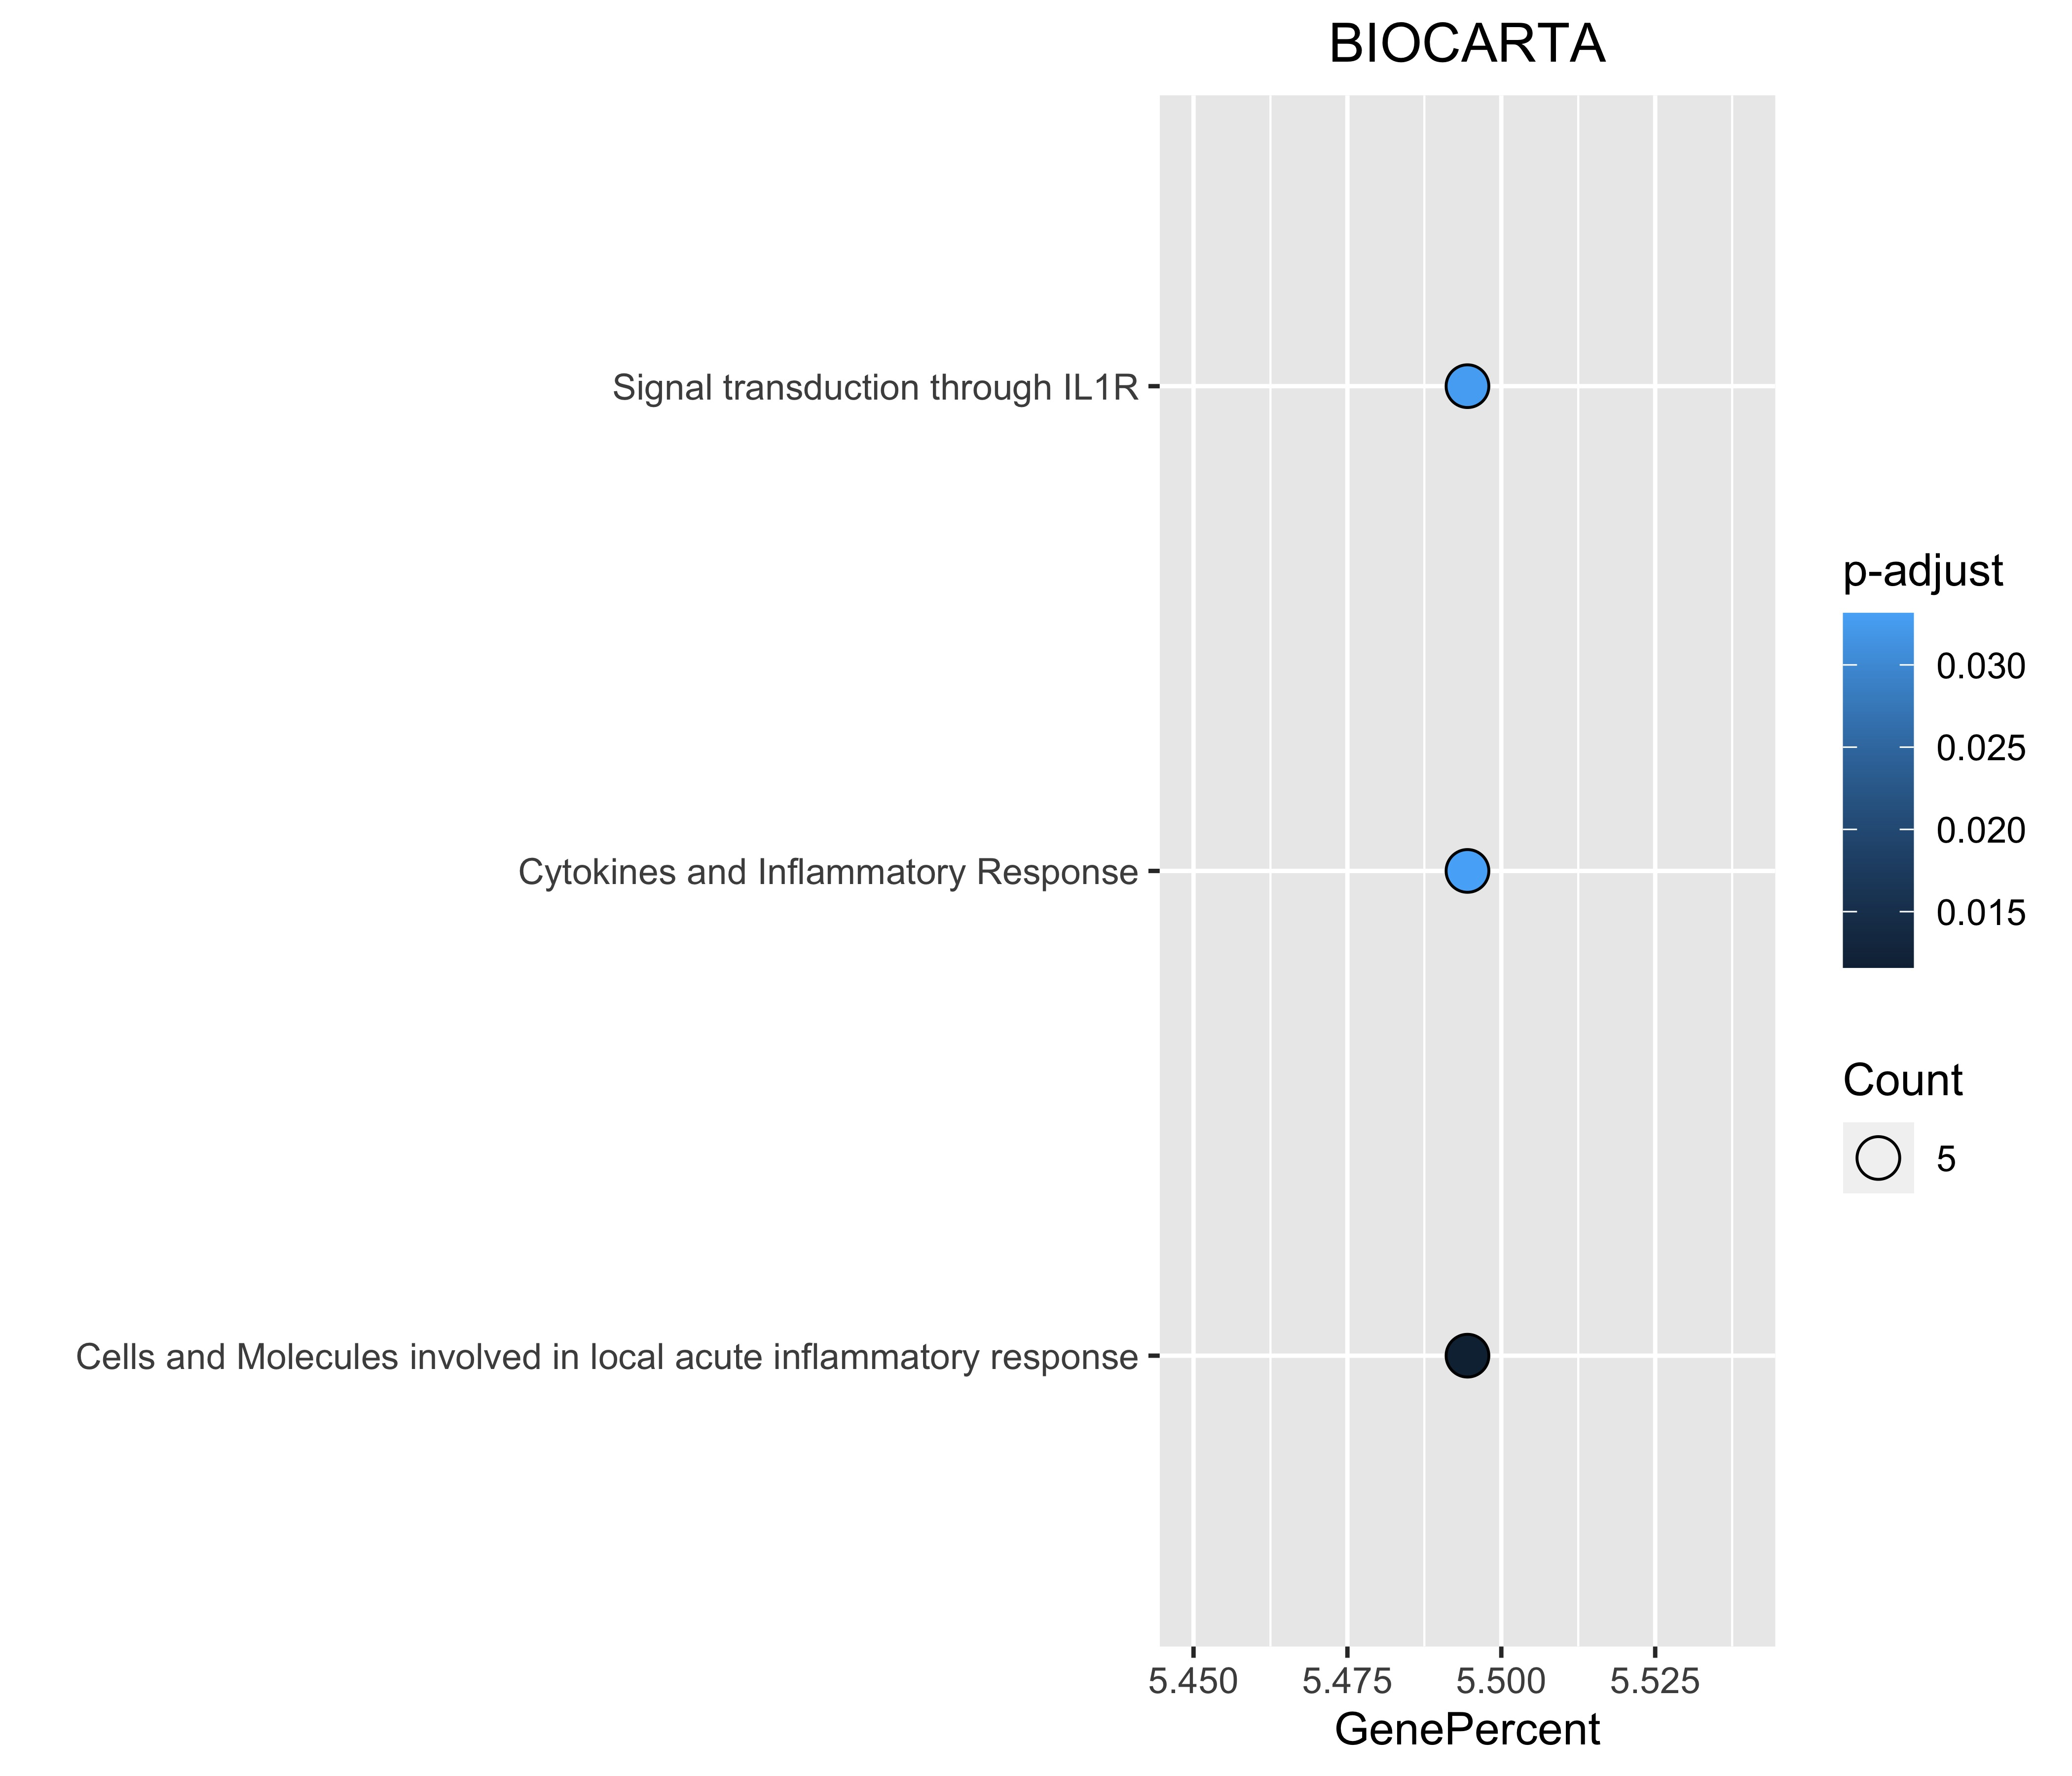 BIOCARTA
Signal transduction through IL1R
Cytokines and Inflammatory Response
Cells and Molecules involved in local acute inflammatory response
5.450
5.475
5.500
5.525
GenePercent
p-adjust
0.030
0.025
0.020
0.015
Count
5